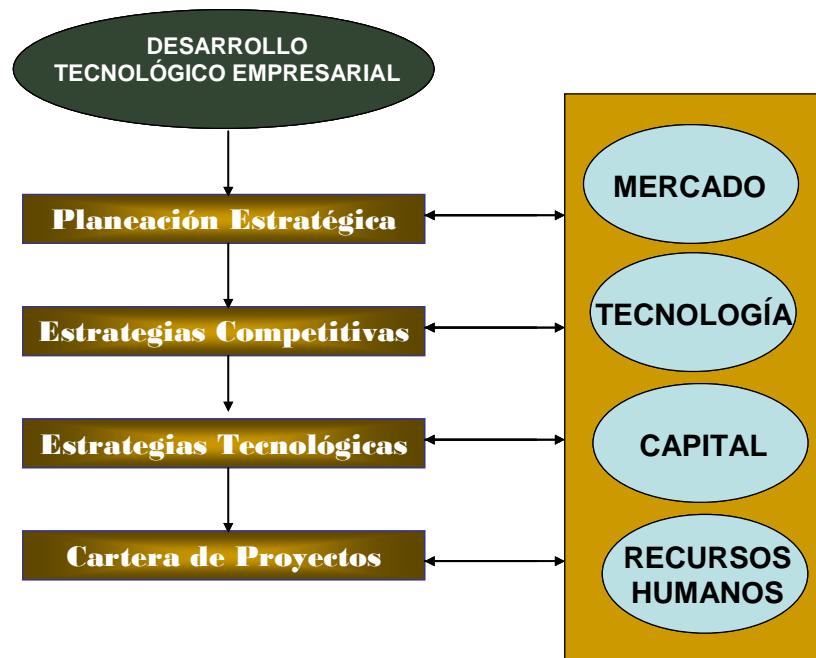 DESARROLLO
TECNOLÓGICO EMPRESARIAL
Planeación Estratégica
Estrategias Competitivas
Estrategias Tecnológicas
Cartera de Proyectos
MERCADO
TECNOLOGÍA
CAPITAL
RECURSOS
HUMANOS